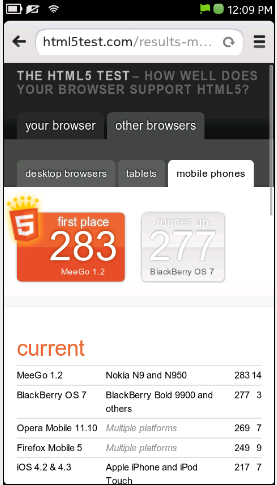 12:09 PM
html5test.com/results-m...
THE HTML5 TEST – HOW WELL DOES
YOUR BROWSER SUPPORT HTML5?
your browser other browsers
desktop browsers tablets mobile phones
5
first place
283
MeeGo 1.2
runner up
277
BlackBerry OS 7
current
MeeGo 1.2 Nokia N9 and N950 283 14
BlackBerry OS 7 BlackBerry Bold 9900 and 277 3
others
Opera Mobile 11.10 Multiple platforms 269 7
Firefox Mobile 5 Multiple platforms 249 9
iOS 4.2 & 4.3 Apple iPhone and iPod 217 7
Touch